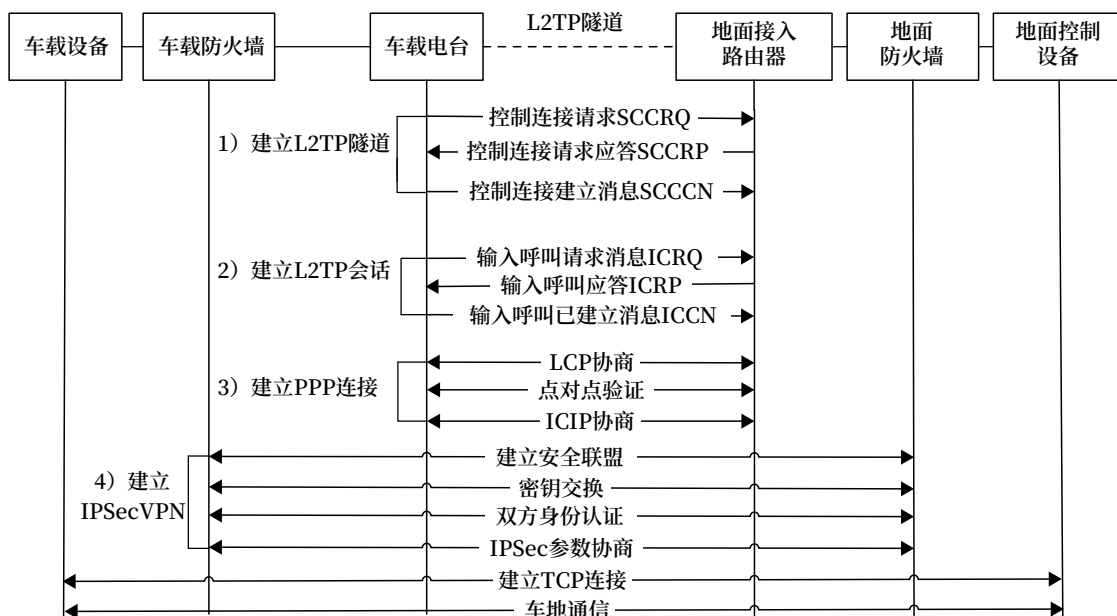 L2TP隧道
车载设备
车载防火墙
车载电台
地面接入
路由器
地面
防火墙
地面控制
设备
1）建立L2TP隧道
控制连接请求SCCRQ
控制连接请求应答SCCRP
控制连接建立消息SCCCN
2）建立L2TP会话
输入呼叫请求消息ICRQ
输入呼叫应答ICRP
输入呼叫已建立消息ICCN
3）建立PPP连接
LCP协商
点对点验证
ICIP协商
4）建立
IPSecVPN
建立安全联盟
密钥交换
双方身份认证
IPSec参数协商
建立TCP连接
车地通信